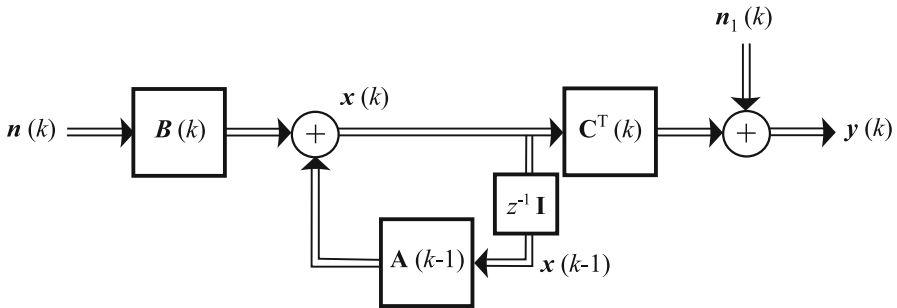 n₁ (k)
x (k)
n (k)
B (k)
+
Cᵀ (k)
+
y (k)
z⁻¹ I
A (k-1)
x (k-1)